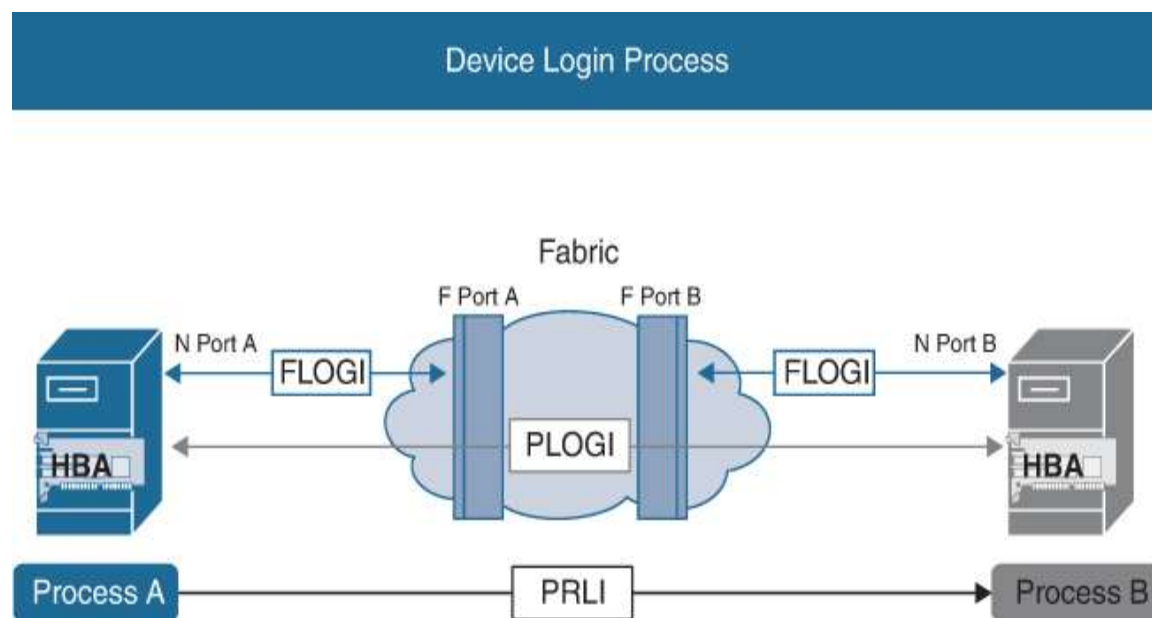 Device Login Process
Fabric
F Port A
F Port B
N Port A
FLOGI
FLOGI
N Port B
PLOGI
HBA
HBA
Process A
PRLI
Process B